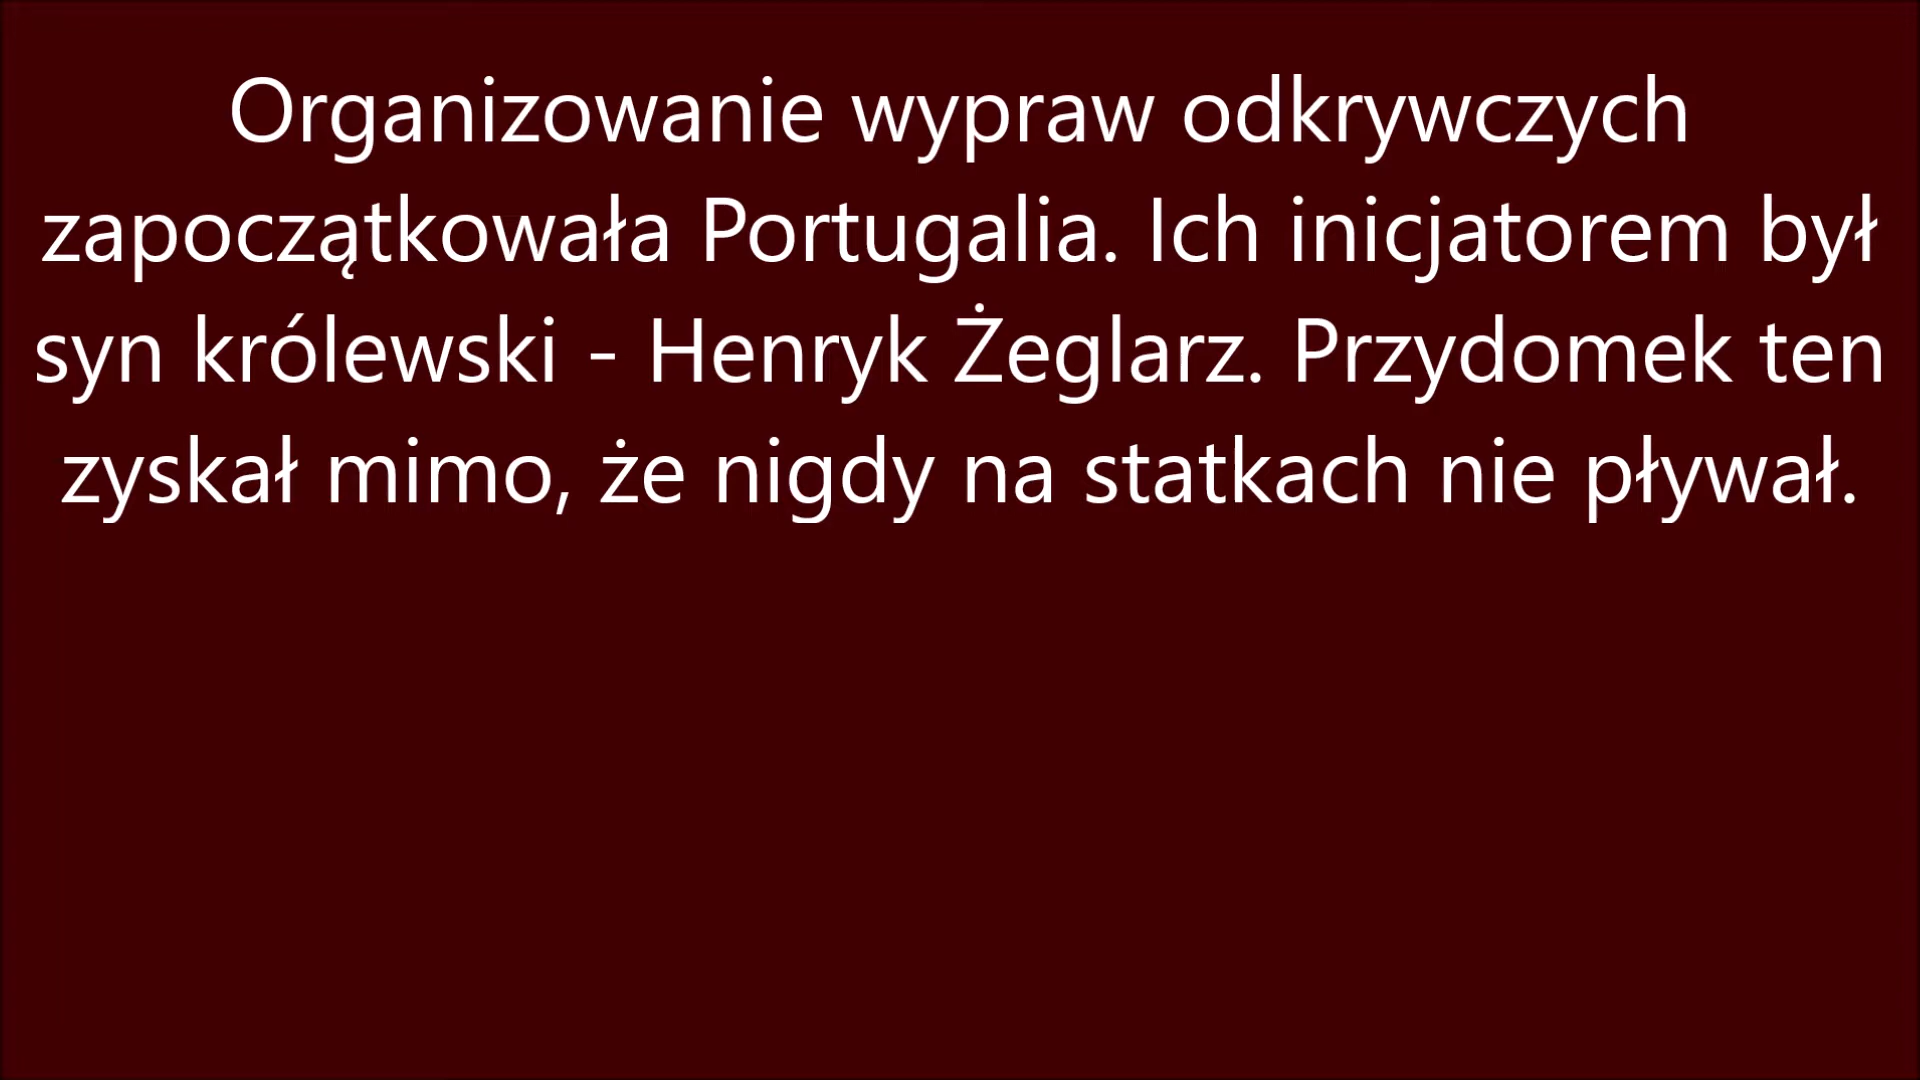 Organizowanie wypraw odkrywczych
zapoczątkowała Portugalia. Ich inicjatorem był
syn królewski - Henryk Żeglarz. Przydomek ten
zyskał mimo, że nigdy na statkach nie pływał.